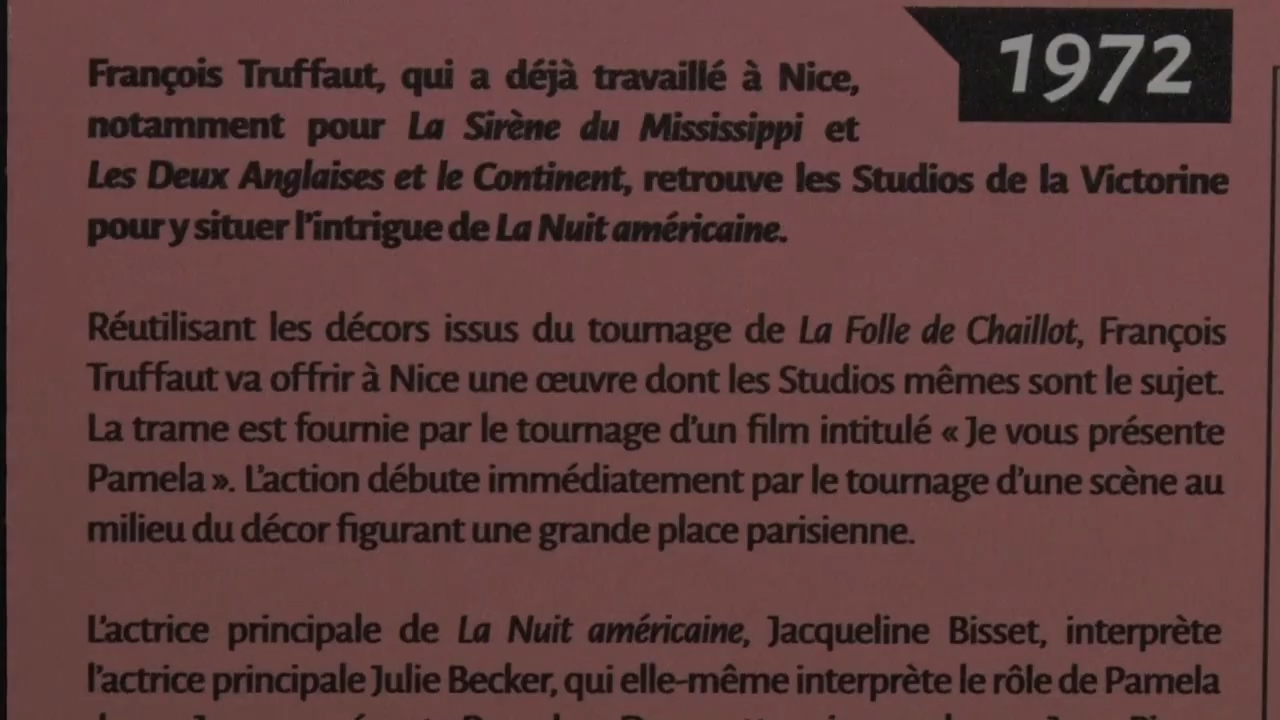 1972
François Truffaut, qui a déjà travaillé à Nice,
notamment pour La Sirène du Mississippi et
Les Deux Anglaises et le Continent, retrouve les Studios de la Victorine
pour y situer l'intrigue de La Nuit américaine.
Réutilisant les décors issus du tournage de La Folle de Chaillot, François
Truffaut va offrir à Nice une œuvre dont les Studios mêmes sont le sujet.
La trame est fournie par le tournage d'un film intitulé « Je vous présente
Pamela ». L'action débute immédiatement par le tournage d'une scène au
milieu du décor figurant une grande place parisienne.
L'actrice principale de La Nuit américaine, Jacqueline Bisset, interprète
l'actrice principale Julie Becker, qui elle-même interprète le rôle de Pamela